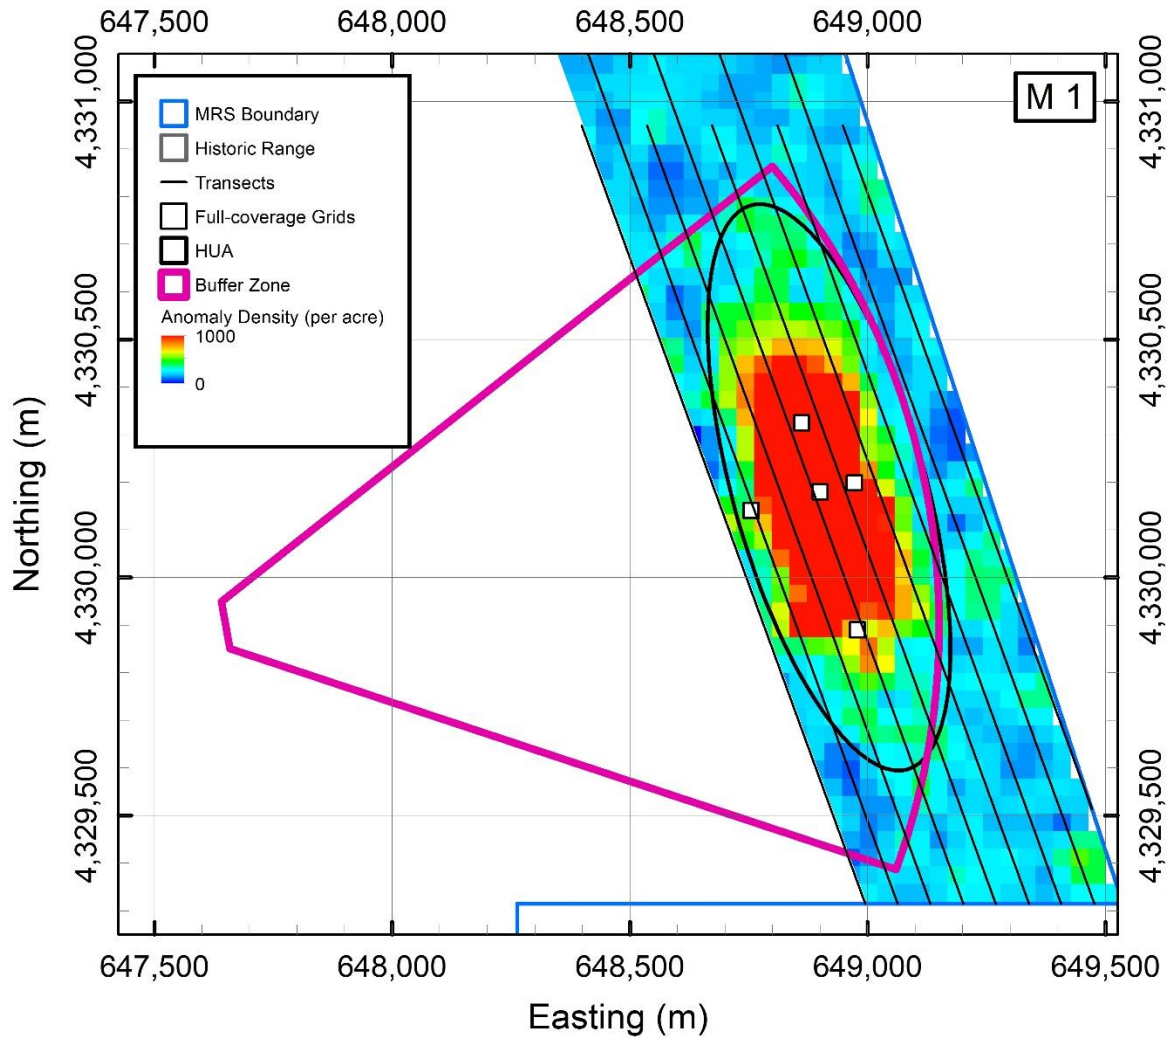 647,500 648,000 648,500 649,000 649,500
M 1
MRS Boundary
Historic Range
Transects
Full-coverage Grids
HUA
Buffer Zone
Anomaly Density (per acre)
1000
0
4,331,000 4,331,000
4,330,500 4,330,500
4,330,000 4,330,000
4,329,500 4,329,500
Northing (m)
647,500 648,000 648,500 649,000 649,500
Easting (m)